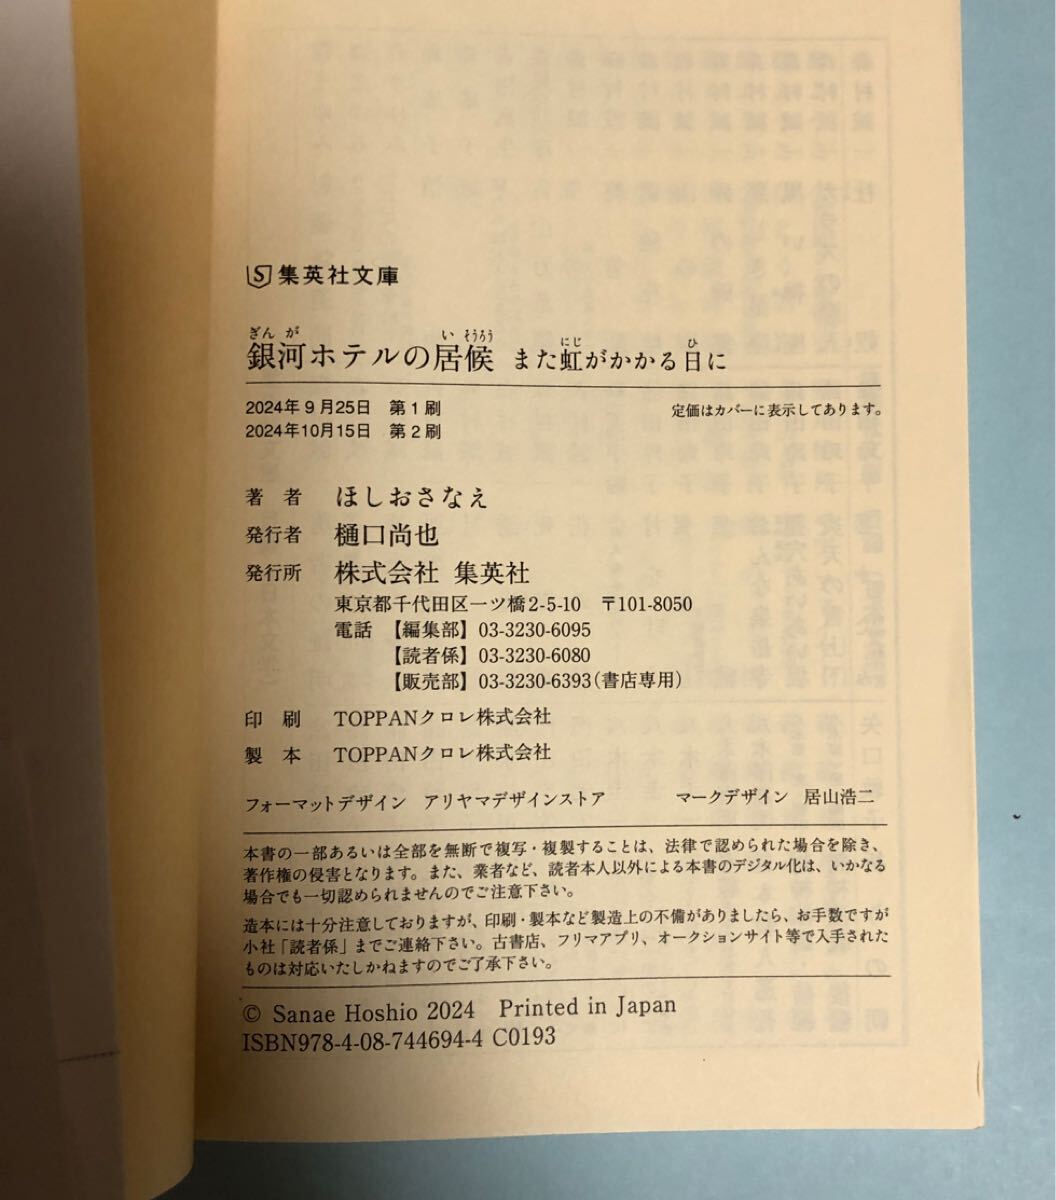 S 集英社文庫
ぎん が い そうろう にじ ひ
銀河ホテルの居候 また虹がかかる日に
2024年9月25日 第1刷 定価はカバーに表示してあります。
2024年10月15日 第2刷
著 者 ほしおさなえ
発行者 樋口尚也
発行所 株式会社 集英社
東京都千代田区一ツ橋2-5-10 〒101-8050
電話 【編集部】03-3230-6095
【読者係】03-3230-6080
【販売部】03-3230-6393(書店専用)
印 刷 TOPPANクロレ株式会社
製 本 TOPPANクロレ株式会社
フォーマットデザイン アリヤマデザインストア マークデザイン 居山浩二
本書の一部あるいは全部を無断で複写・複製することは、法律で認められた場合を除き、
著作権の侵害となります。また、業者など、読者本人以外による本書のデジタル化は、いかなる
場合でも一切認められませんのでご注意下さい。
造本には十分注意しておりますが、印刷・製本など製造上の不備がありましたら、お手数ですが
小社「読者係」までご連絡下さい。古書店、フリマアプリ、オークションサイト等で入手された
ものは対応いたしかねますのでご了承下さい。
© Sanae Hoshio 2024 Printed in Japan
ISBN978-4-08-744694-4 C0193